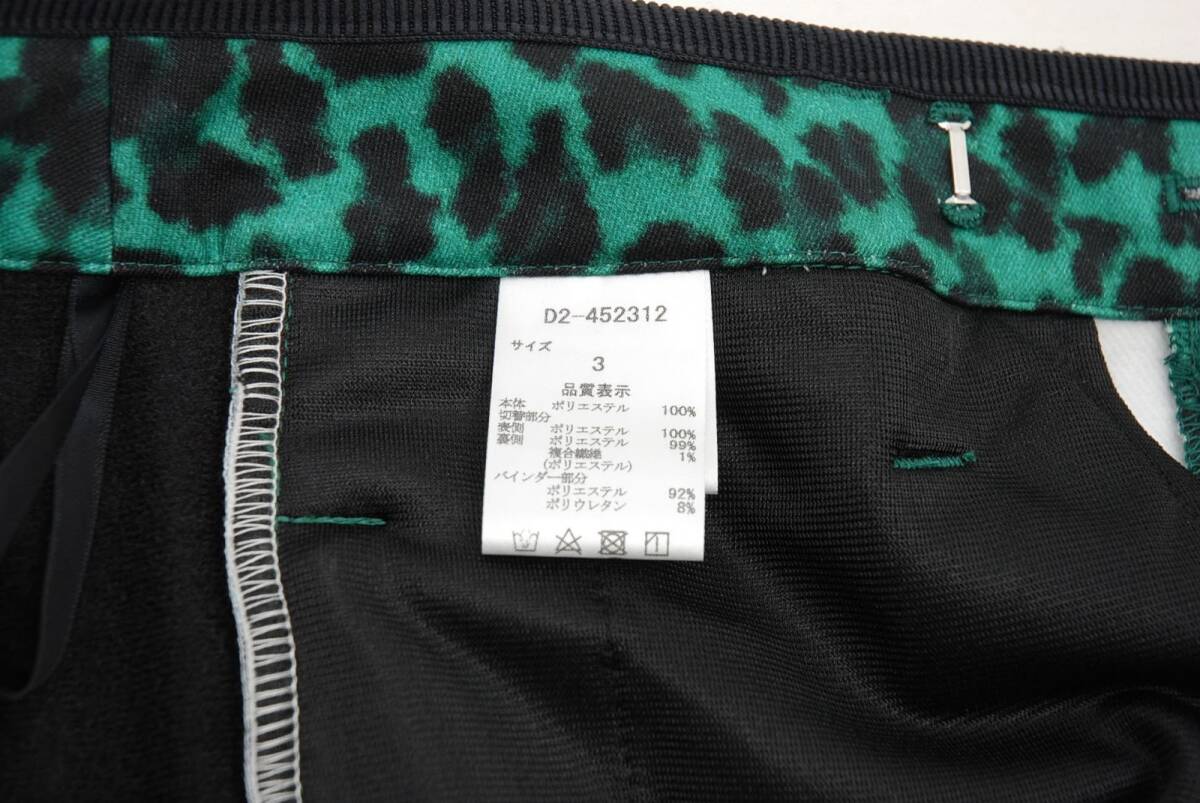 D2-452312
サイズ
3
品質表示
本体 ポリエステル 100%
切替部分
表側 ポリエステル 100%
裏側 ポリエステル 99%
複合繊維 1%
(ポリエステル)
バインダー部分
ポリエステル 92%
ポリウレタン 8%